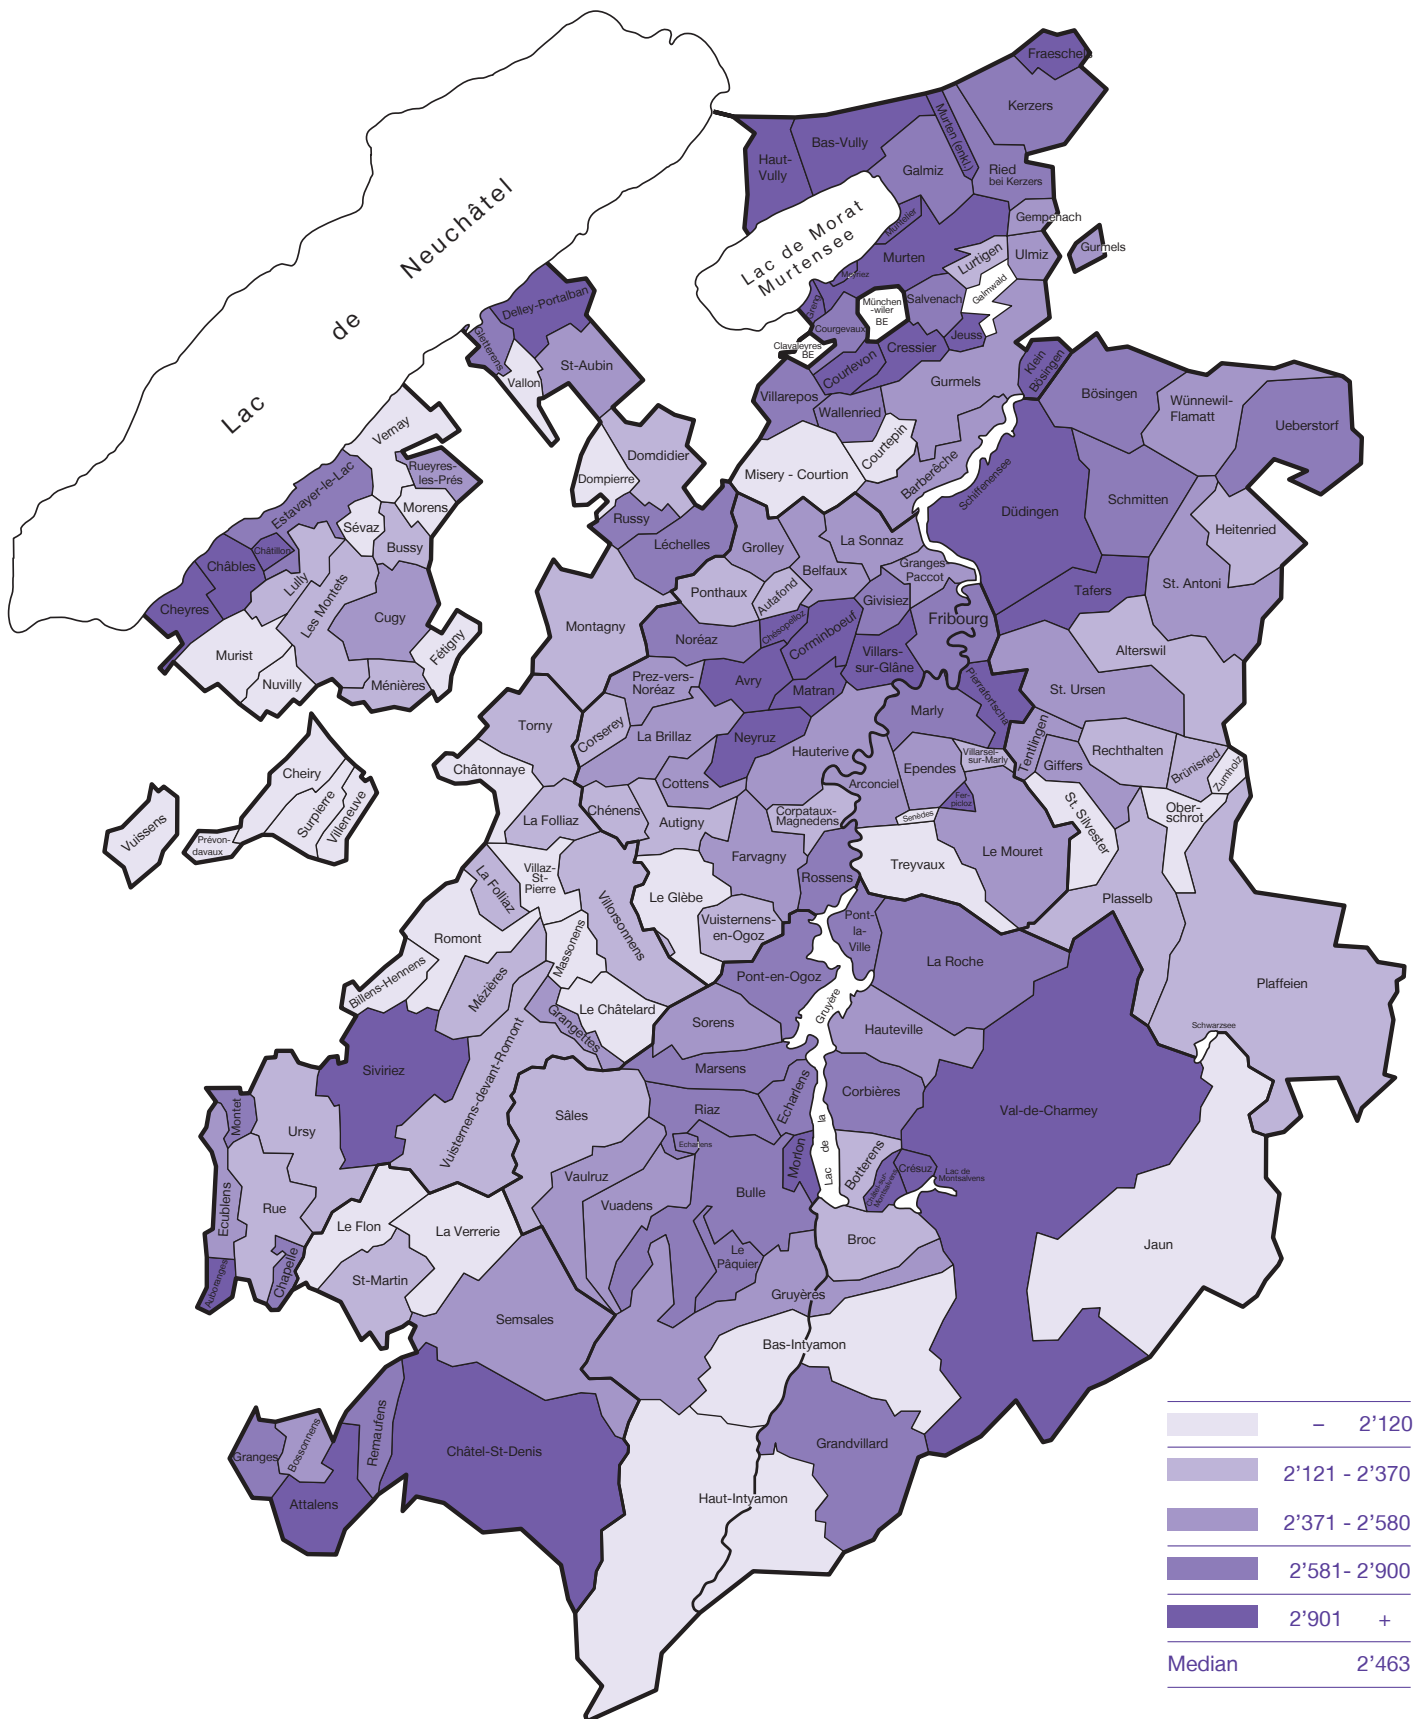 Fraeschels
Kerzers
Bas-Vully
Murten (enkl.)
Haut-
Vully
Galmiz
Ried
bei Kerzers
Lac de Neuchâtel
Lac de Morat
Murtensee
Muntelier
Gempenach
Gurmels
Murten
Lurtigen
Ulmiz
Meyriez
Galmwald
Delley-Portalban
Greng
München
-wiler
BE
Salvenach
Gletterens
Courgevaux
Jeuss
Clavaleyres
BE
Cressier
St-Aubin
Vallon
Courlevon
Klein
Bösingen
Gurmels
Villarepos
Bösingen
Wünnewil-
Flamatt
Wallenried
Ueberstorf
Vernay
Courtepin
Domdidier
Barberêche
Rueyres-
les-Prés
Estavayer-le-Lac
Dompierre
Misery - Courtion
Schiffenensee
Schmitten
Morens
Düdingen
Russy
Sévaz
Heitenried
Léchelles
La Sonnaz
Bussy
Châtillon
Grolley
Châbles
Belfaux
Granges-
Paccot
St. Antoni
Lully
Ponthaux
Autafond
Tafers
Givisiez
Cheyres
Les Montets
Cugy
Fribourg
Montagny
Chésopelloz
Noréaz
Corminboeuf
Fétigny
Alterswil
Murist
Villars-
sur-Glâne
Nuvilly
Ménières
Prez-vers-
Noréaz
Avry
Matran
Pierrafortscha
St. Ursen
Marly
Torny
Corserey
La Brillaz
Neyruz
Hauterive
Tentlingen
Rechthalten
Villarsel-
sur-Marly
Brünisried
Zumholz
Châtonnaye
Cheiry
Cottens
Arconciel
Ependes
Giffers
Surpierre
Villeneuve
Fer-
picloz
St. Silvester
Ober-
schrot
Vuissens
Prévon-
davaux
La Folliaz
Chénens
Autigny
Corpataux-
Magnedens
Senèdes
Farvagny
Treyvaux
Le Mouret
La Folliaz
Villaz-
St-
Pierre
Rossens
Villorsonnens
Le Glèbe
Plasselb
Vuisternens-
en-Ogoz
Pont-
la-
Ville
Romont
Massonens
La Roche
Billens-Hennens
Mézières
Pont-en-Ogoz
Plaffeien
Le Châtelard
Gruyère
Grangettes
Sorens
Hauteville
Schwarzsee
Vuisternens-devant-Romont
Siviriez
Marsens
Echarlens
Corbières
Val-de-Charmey
Montet
Riaz
Lac de la
Ursy
Sâles
Echarlens
Morlon
Botterens
Vaulruz
Crésuz
Lac de
Montsalvens
Châtel-sur-
Montsalvens
Ecublens
Bulle
Vuadens
Rue
Le Flon
La Verrerie
Broc
Jaun
Chapelle
Le
Pâquier
Auboranges
St-Martin
Gruyères
Semsales
Bas-Intyamon
Remaufens
Bossonnens
Granges
Châtel-St-Denis
Grandvillard
Attalens
Haut-Intyamon
– 2'120
2'121 - 2'370
2'371 - 2'580
2'581 - 2'900
2'901 +
Median 2'463